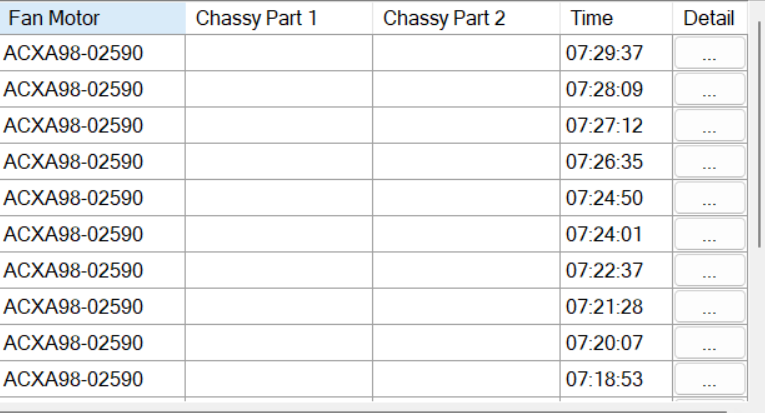 Fan Motor Chassy Part 1 Chassy Part 2 Time Detail
ACXA98-02590 07:29:37 ...
ACXA98-02590 07:28:09 ...
ACXA98-02590 07:27:12 ...
ACXA98-02590 07:26:35 ...
ACXA98-02590 07:24:50 ...
ACXA98-02590 07:24:01 ...
ACXA98-02590 07:22:37 ...
ACXA98-02590 07:21:28 ...
ACXA98-02590 07:20:07 ...
ACXA98-02590 07:18:53 ...